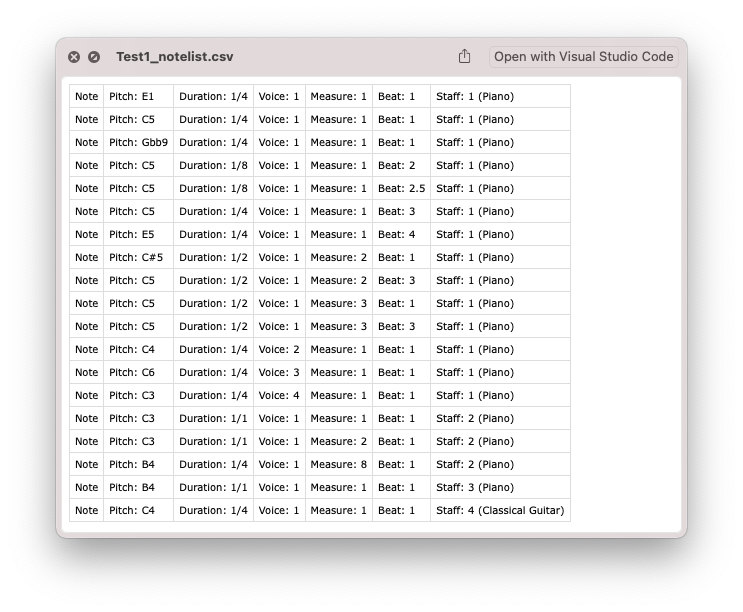 Test1_notelist.csv Open with Visual Studio Code
Note Pitch: E1 Duration: 1/4 Voice: 1 Measure: 1 Beat: 1 Staff: 1 (Piano)
Note Pitch: C5 Duration: 1/4 Voice: 1 Measure: 1 Beat: 1 Staff: 1 (Piano)
Note Pitch: Gbb9 Duration: 1/4 Voice: 1 Measure: 1 Beat: 1 Staff: 1 (Piano)
Note Pitch: C5 Duration: 1/8 Voice: 1 Measure: 1 Beat: 2 Staff: 1 (Piano)
Note Pitch: C5 Duration: 1/8 Voice: 1 Measure: 1 Beat: 2.5 Staff: 1 (Piano)
Note Pitch: C5 Duration: 1/4 Voice: 1 Measure: 1 Beat: 3 Staff: 1 (Piano)
Note Pitch: E5 Duration: 1/4 Voice: 1 Measure: 1 Beat: 4 Staff: 1 (Piano)
Note Pitch: C#5 Duration: 1/2 Voice: 1 Measure: 2 Beat: 1 Staff: 1 (Piano)
Note Pitch: C5 Duration: 1/2 Voice: 1 Measure: 2 Beat: 3 Staff: 1 (Piano)
Note Pitch: C5 Duration: 1/2 Voice: 1 Measure: 3 Beat: 1 Staff: 1 (Piano)
Note Pitch: C5 Duration: 1/2 Voice: 1 Measure: 3 Beat: 3 Staff: 1 (Piano)
Note Pitch: C4 Duration: 1/4 Voice: 2 Measure: 1 Beat: 1 Staff: 1 (Piano)
Note Pitch: C6 Duration: 1/4 Voice: 3 Measure: 1 Beat: 1 Staff: 1 (Piano)
Note Pitch: C3 Duration: 1/4 Voice: 4 Measure: 1 Beat: 1 Staff: 1 (Piano)
Note Pitch: C3 Duration: 1/1 Voice: 1 Measure: 1 Beat: 1 Staff: 2 (Piano)
Note Pitch: C3 Duration: 1/1 Voice: 1 Measure: 2 Beat: 1 Staff: 2 (Piano)
Note Pitch: B4 Duration: 1/4 Voice: 1 Measure: 8 Beat: 1 Staff: 2 (Piano)
Note Pitch: B4 Duration: 1/1 Voice: 1 Measure: 1 Beat: 1 Staff: 3 (Piano)
Note Pitch: C4 Duration: 1/4 Voice: 1 Measure: 1 Beat: 1 Staff: 4 (Classical Guitar)